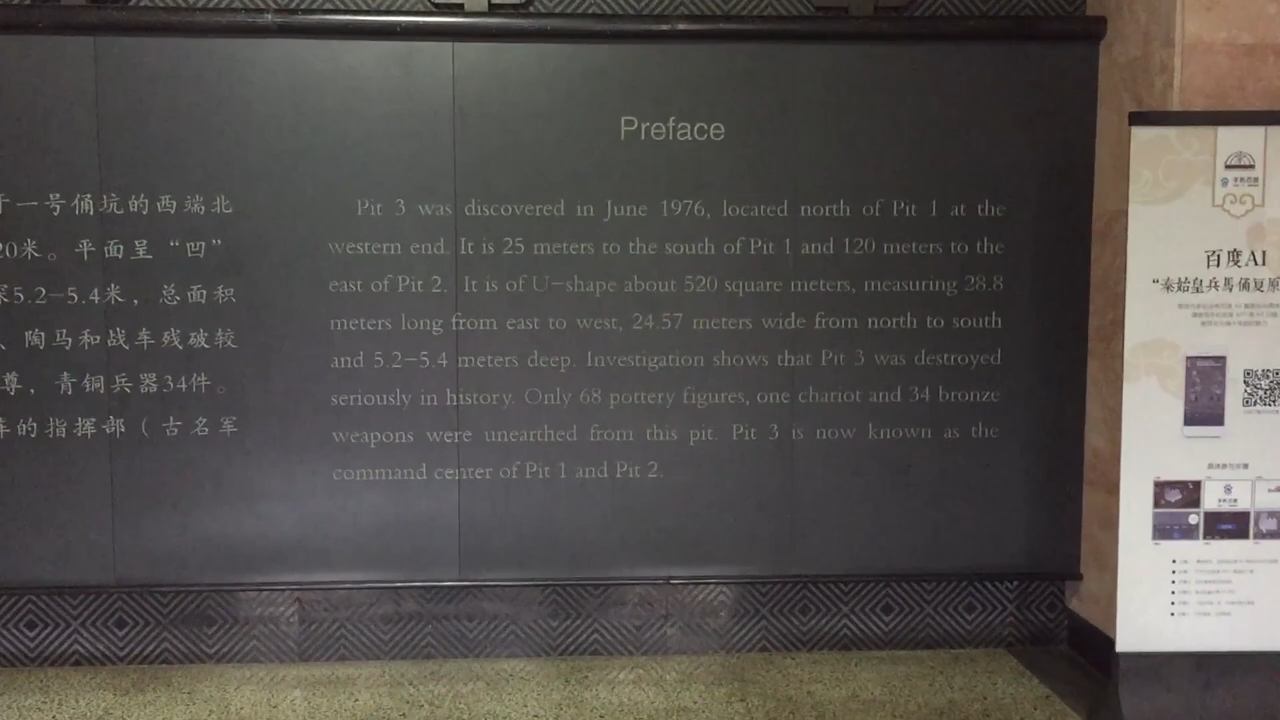 于一号俑坑的西端北
20米。平面呈“凹”
深5.2-5.4米，总面积
、陶马和战车残破较
尊，青铜兵器34件。
的指挥部（古名军
Preface
Pit 3 was discovered in June 1976, located north of Pit 1 at the
western end. It is 25 meters to the south of Pit 1 and 120 meters to the
east of Pit 2. It is of U-shape about 520 square meters, measuring 28.8
meters long from east to west, 24.57 meters wide from north to south
and 5.2-5.4 meters deep. Investigation shows that Pit 3 was destroyed
seriously in history. Only 68 pottery figures, one chariot and 34 bronze
weapons were unearthed from this pit. Pit 3 is now known as the
command center of Pit 1 and Pit 2.
手机百度
百度AI
“秦始皇兵馬俑复原